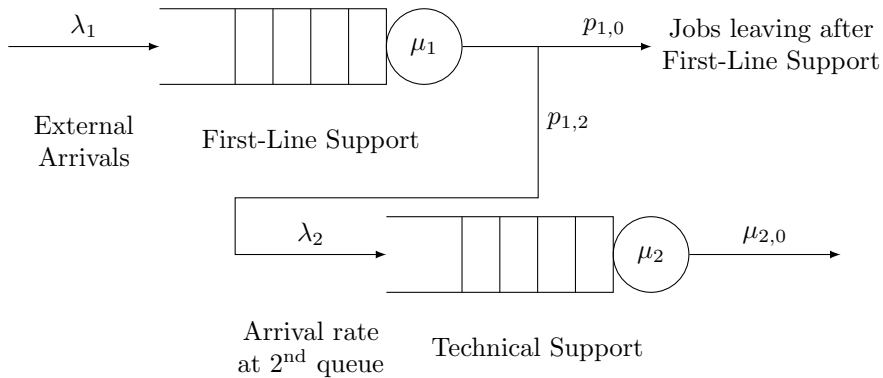 λ₁
μ₁
p₁,₀
Jobs leaving after
First-Line Support
External
Arrivals
First-Line Support
p₁,₂
λ₂
μ₂
μ₂,₀
Arrival rate
at 2ⁿᵈ queue
Technical Support